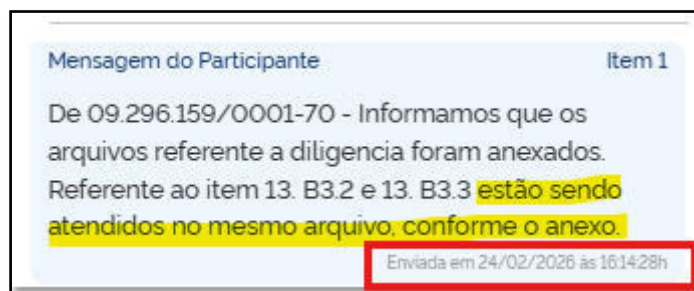 Mensagem do Participante Item 1
De 09.296.159/0001-70 - Informamos que os
arquivos referente a diligencia foram anexados.
Referente ao item 13. B3.2 e 13. B3.3 estão sendo
atendidos no mesmo arquivo, conforme o anexo.
Enviada em 24/02/2026 às 16:14:28h